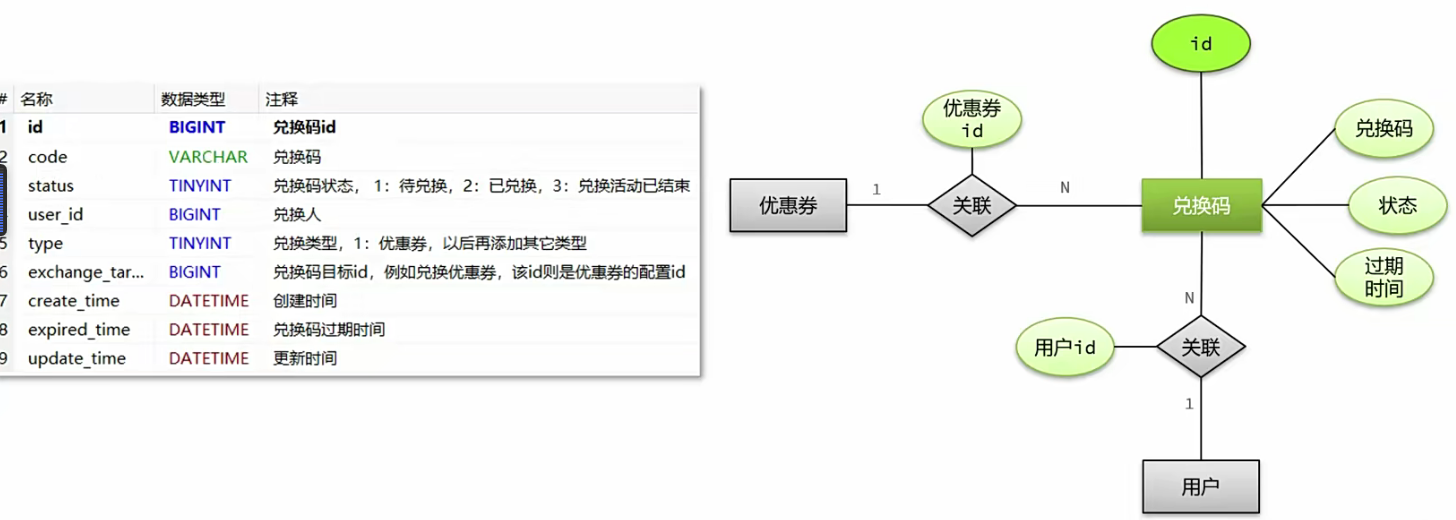 # 名称 数据类型 注释
1 id BIGINT 兑换码id
2 code VARCHAR 兑换码
status TINYINT 兑换码状态，1：待兑换，2：已兑换，3：兑换活动已结束
user_id BIGINT 兑换人
5 type TINYINT 兑换类型，1：优惠券，以后再添加其它类型
6 exchange_tar... BIGINT 兑换码目标id，例如兑换优惠券，该id则是优惠券的配置id
7 create_time DATETIME 创建时间
8 expired_time DATETIME 兑换码过期时间
9 update_time DATETIME 更新时间
id
优惠券
id
兑换码
优惠券
1
关联
N
兑换码
状态
过期
时间
N
用户id
关联
1
用户